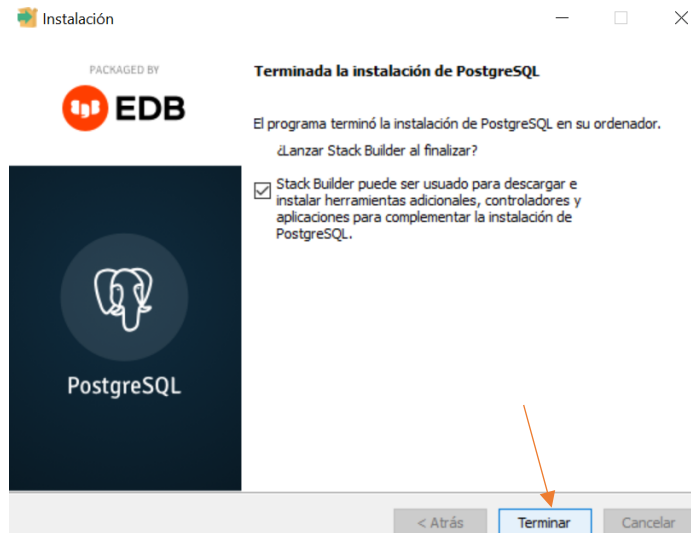 Instalación
PACKAGED BY
EDB
PostgreSQL
Terminada la instalación de PostgreSQL
El programa terminó la instalación de PostgreSQL en su ordenador.
¿Lanzar Stack Builder al finalizar?
Stack Builder puede ser usado para descargar e
instalar herramientas adicionales, controladores y
aplicaciones para complementar la instalación de
PostgreSQL.
< Atrás
Terminar
Cancelar